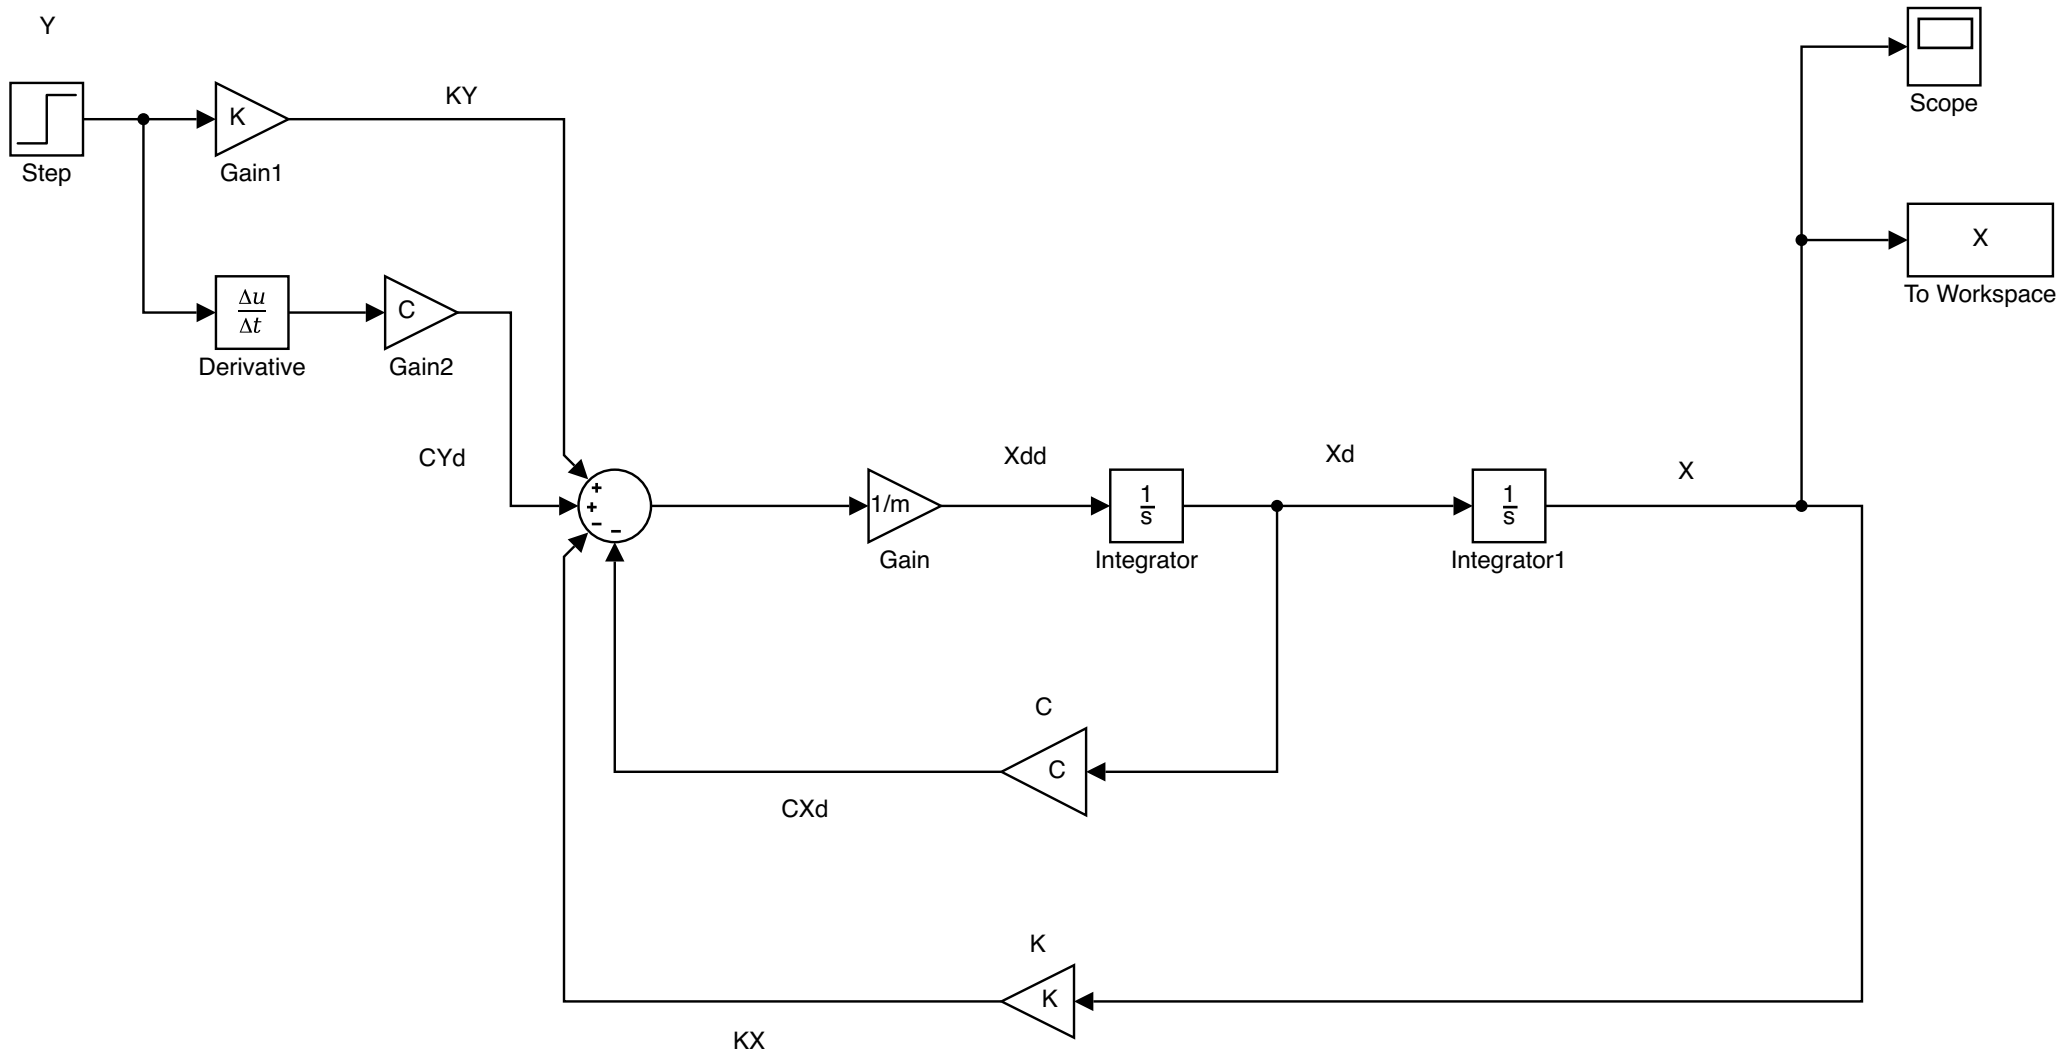 Y
Step
K
Gain1
KY
Δu
Δt
Derivative
C
Gain2
CYd
+
+
−
−
1/m
Gain
Xdd
1
s
Integrator
Xd
1
s
Integrator1
X
Scope
X
To Workspace
C
C
CXd
K
K
KX